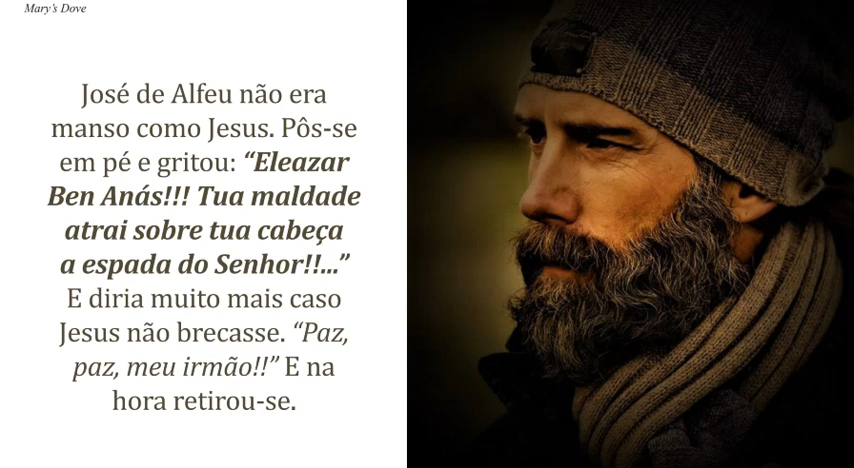 Mary's Dove
José de Alfeu não era
manso como Jesus. Pôs-se
em pé e gritou: “Eleazar
Ben Anás!!! Tua maldade
atrai sobre tua cabeça
a espada do Senhor!!...”
E diria muito mais caso
Jesus não brecasse. “Paz,
paz, meu irmão!!” E na
hora retirou-se.